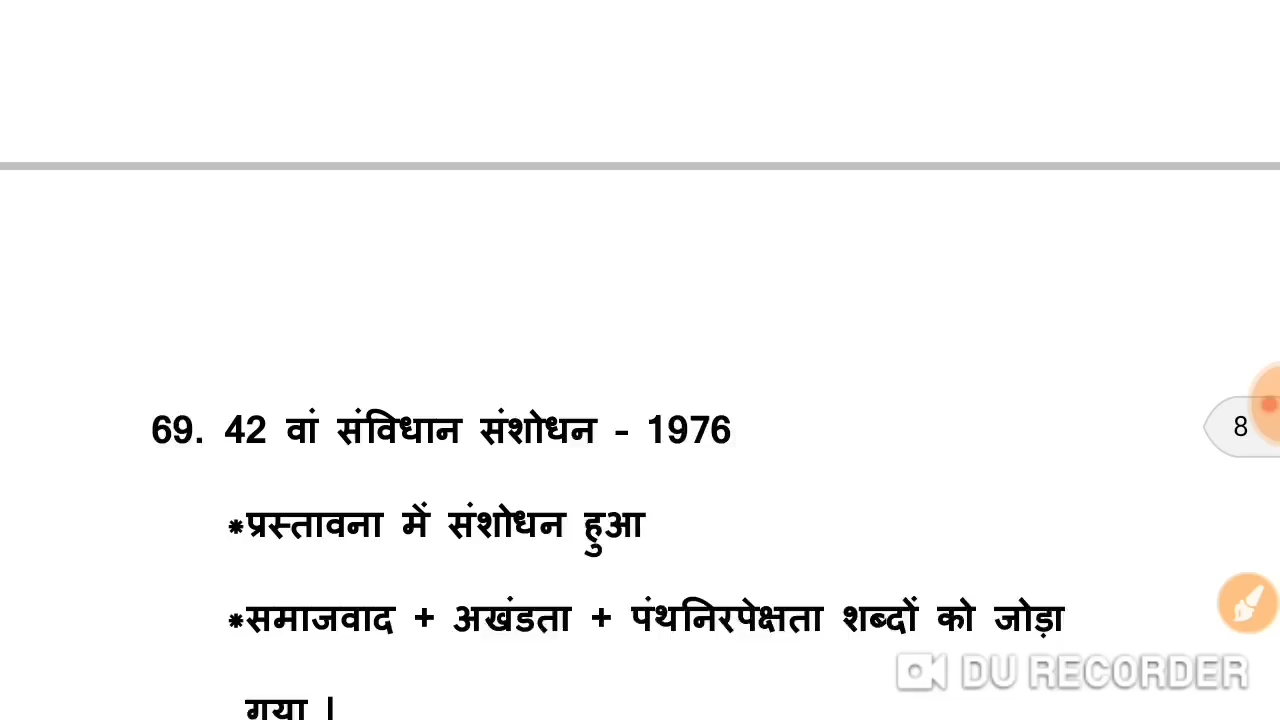 69. 42 वां संविधान संशोधन - 1976
8
*प्रस्तावना में संशोधन हुआ
*समाजवाद + अखंडता + पंथनिरपेक्षता शब्दों को जोड़ा
DU RECORDER
गया |